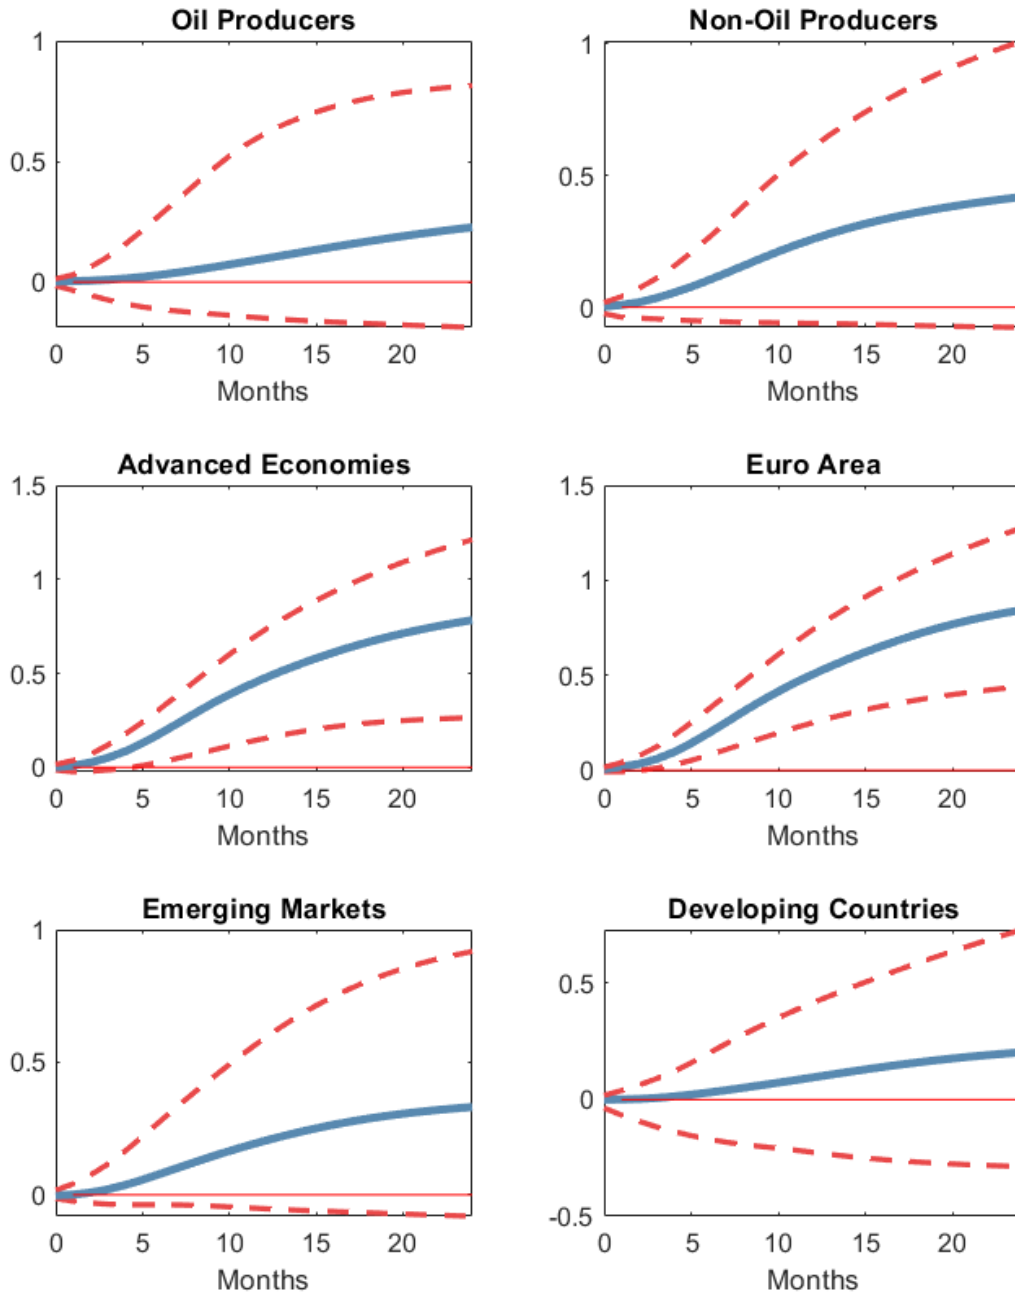 Oil Producers
1
0.5
0
0 5 10 15 20
Months
Non-Oil Producers
1
0.5
0
0 5 10 15 20
Months
Advanced Economies
1.5
1
0.5
0
0 5 10 15 20
Months
Euro Area
1.5
1
0.5
0
0 5 10 15 20
Months
Emerging Markets
1
0.5
0
0 5 10 15 20
Months
Developing Countries
0.5
0
-0.5
0 5 10 15 20
Months